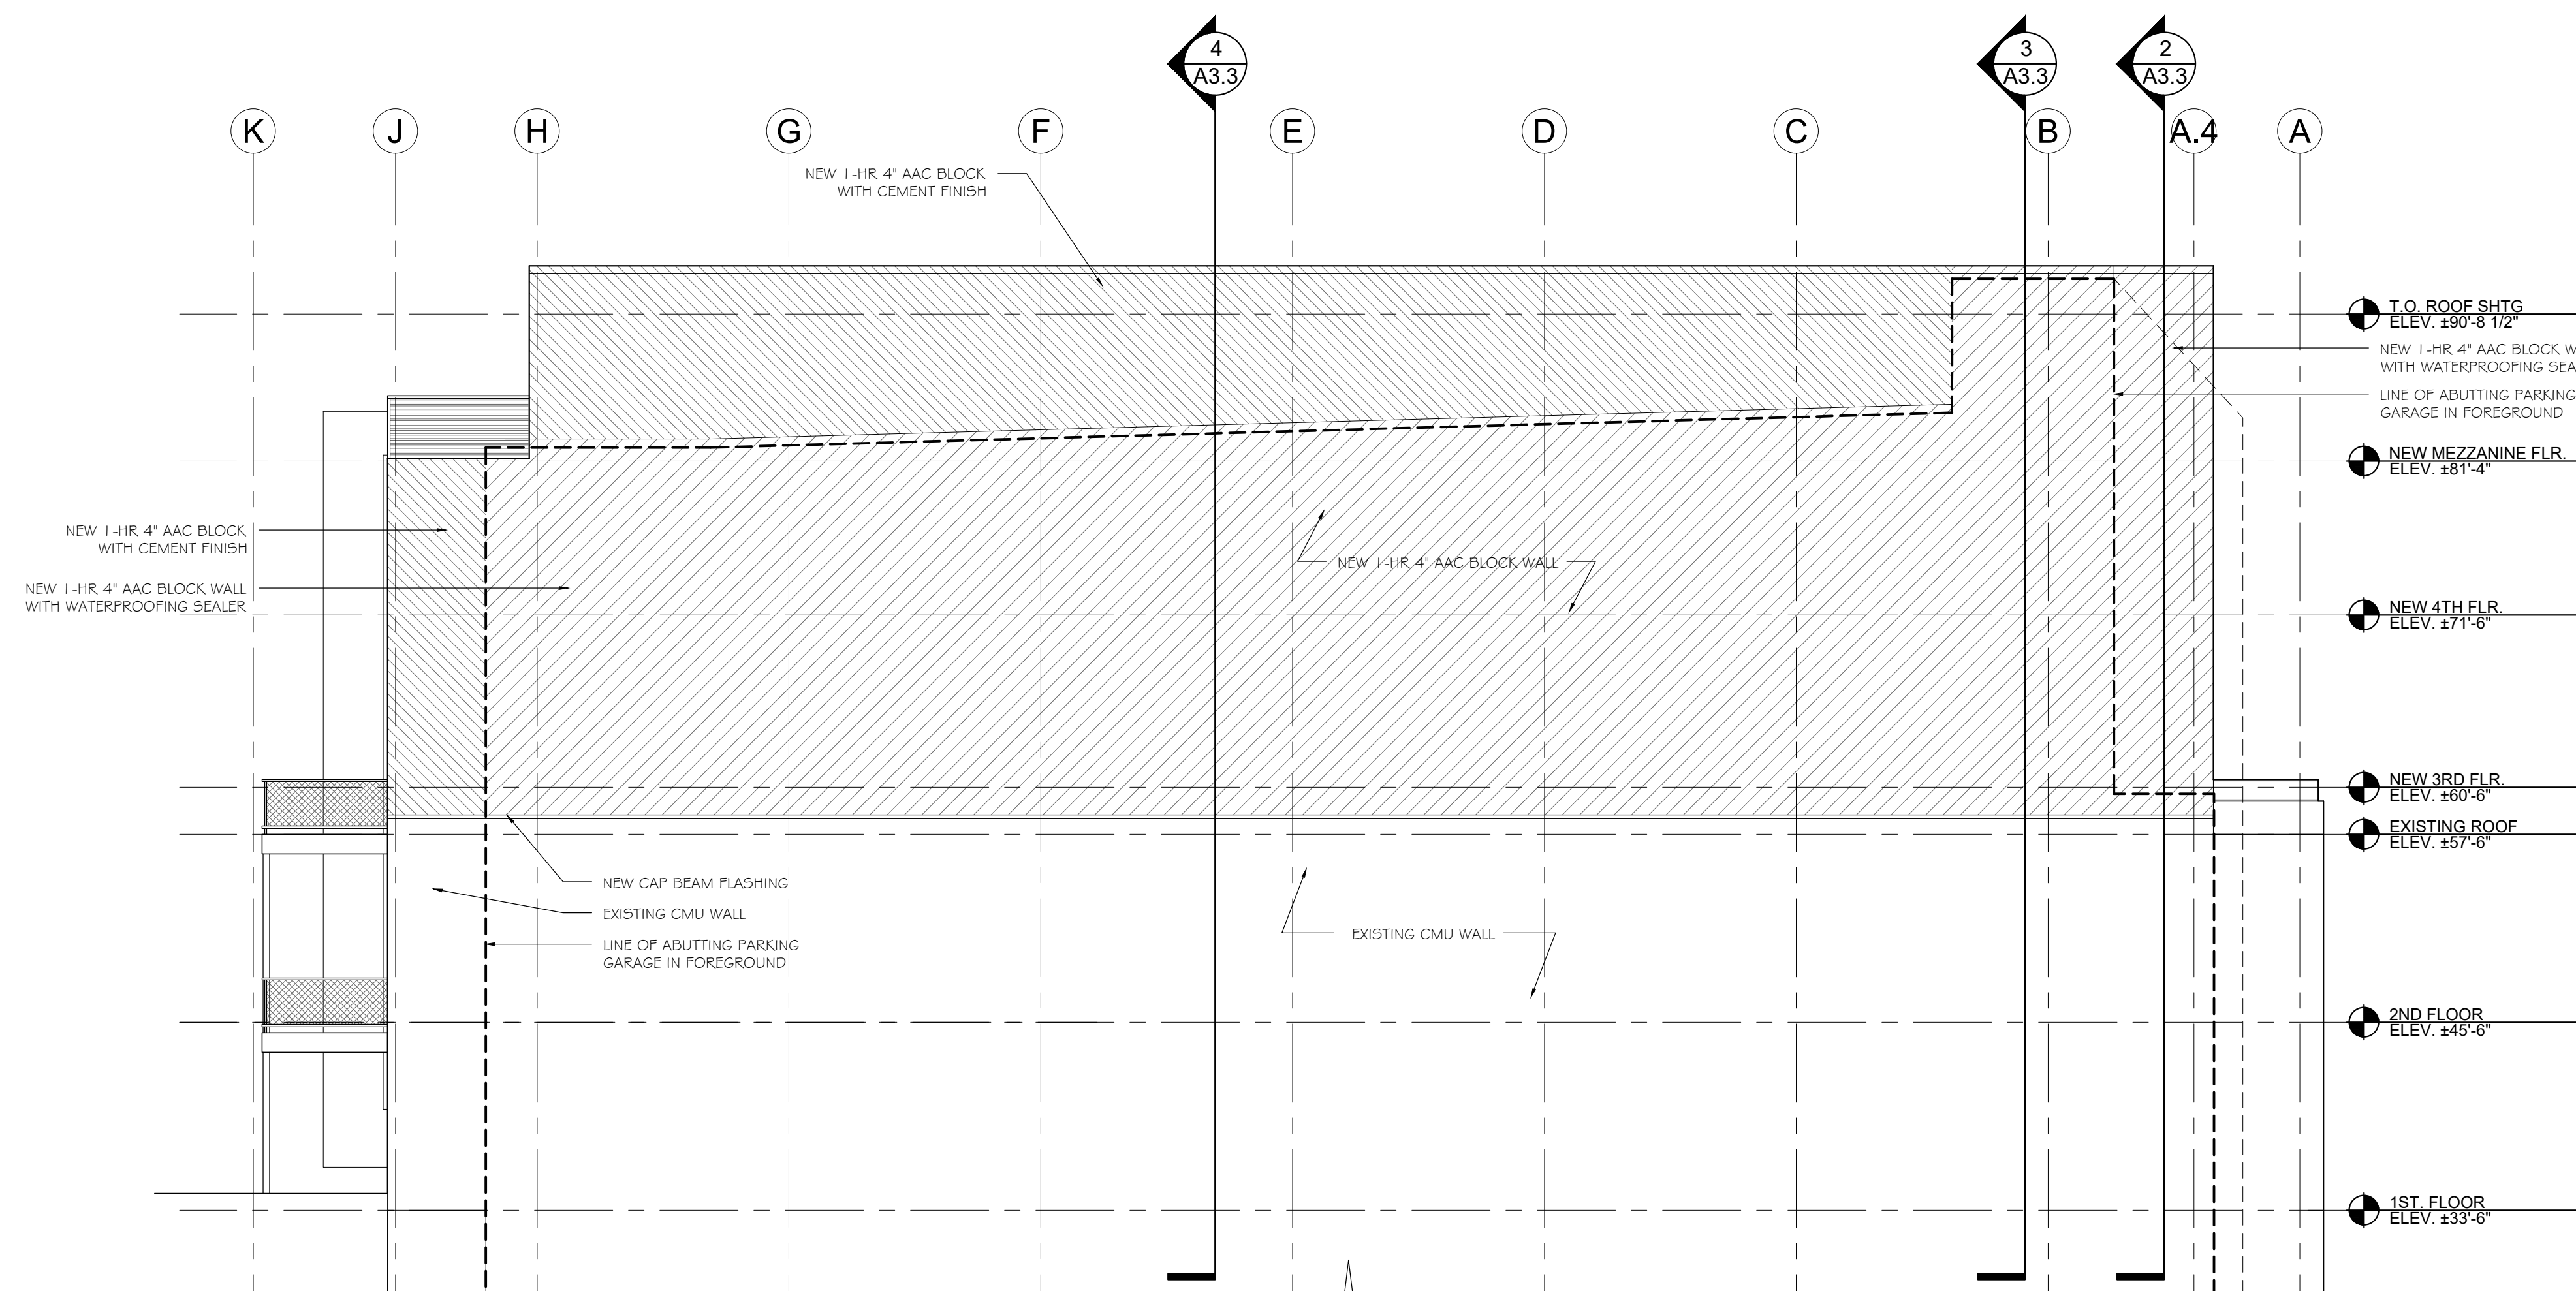 4
A3.3
3
A3.3
2
A3.3
K
J
H
G
F
E
D
C
B
A.4
A
NEW 1-HR 4" AAC BLOCK
WITH CEMENT FINISH
T.O. ROOF SHTG
ELEV. ±90'-8 1/2"
NEW 1-HR 4" AAC BLOCK
WITH WATERPROOFING
LINE OF ABUTTING PARKING
GARAGE IN FOREGROUND
NEW MEZZANINE FLR.
ELEV. ±81'-4"
NEW 1-HR 4" AAC BLOCK
WITH CEMENT FINISH
NEW 1-HR 4" AAC BLOCK WALL
NEW 1-HR 4" AAC BLOCK WALL
WITH WATERPROOFING SEALER
NEW 4TH FLR.
ELEV. ±71'-6"
NEW 3RD FLR.
ELEV. ±60'-6"
EXISTING ROOF
ELEV. ±57'-6"
NEW CAP BEAM FLASHING
EXISTING CMU WALL
LINE OF ABUTTING PARKING
GARAGE IN FOREGROUND
EXISTING CMU WALL
2ND FLOOR
ELEV. ±45'-6"
1ST. FLOOR
ELEV. ±33'-6"